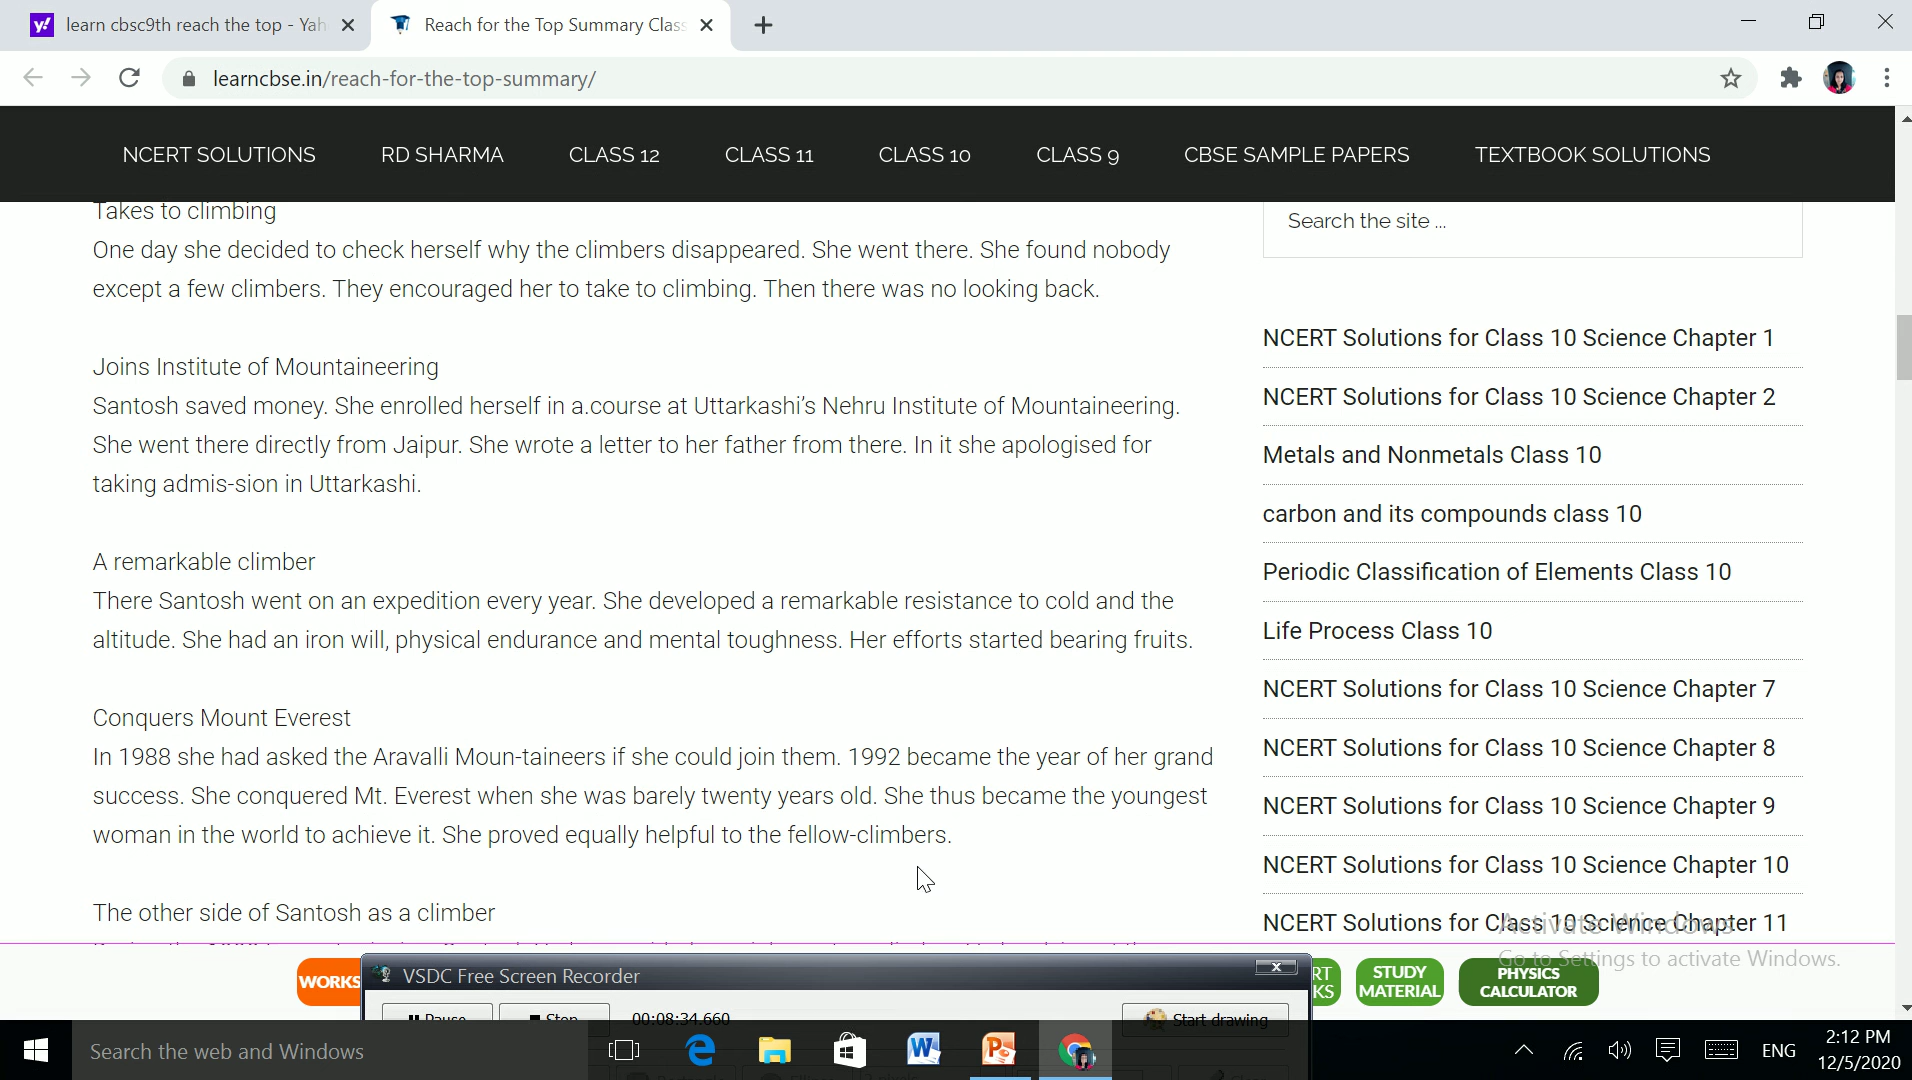 learn cbsc9th reach the top - Yah
Reach for the Top Summary Class
learncbse.in/reach-for-the-top-summary/
NCERT SOLUTIONS
RD SHARMA
CLASS 12
CLASS 11
CLASS 10
CLASS 9
CBSE SAMPLE PAPERS
TEXTBOOK SOLUTIONS
Takes to climbing
One day she decided to check herself why the climbers disappeared. She went there. She found nobody
except a few climbers. They encouraged her to take to climbing. Then there was no looking back.
Joins Institute of Mountaineering
Santosh saved money. She enrolled herself in a.course at Uttarkashi’s Nehru Institute of Mountaineering.
She went there directly from Jaipur. She wrote a letter to her father from there. In it she apologised for
taking admis-sion in Uttarkashi.
A remarkable climber
There Santosh went on an expedition every year. She developed a remarkable resistance to cold and the
altitude. She had an iron will, physical endurance and mental toughness. Her efforts started bearing fruits.
Conquers Mount Everest
In 1988 she had asked the Aravalli Moun-taineers if she could join them. 1992 became the year of her grand
success. She conquered Mt. Everest when she was barely twenty years old. She thus became the youngest
woman in the world to achieve it. She proved equally helpful to the fellow-climbers.
The other side of Santosh as a climber
Search the site ...
NCERT Solutions for Class 10 Science Chapter 1
NCERT Solutions for Class 10 Science Chapter 2
Metals and Nonmetals Class 10
carbon and its compounds class 10
Periodic Classification of Elements Class 10
Life Process Class 10
NCERT Solutions for Class 10 Science Chapter 7
NCERT Solutions for Class 10 Science Chapter 8
NCERT Solutions for Class 10 Science Chapter 9
NCERT Solutions for Class 10 Science Chapter 10
NCERT Solutions for Class 10 Science Chapter 11
Activate Windows
Go to Settings to activate Windows.
WORKS
RT
KS
STUDY
MATERIAL
PHYSICS
CALCULATOR
VSDC Free Screen Recorder
Pause
Stop
00:08:34.660
Start drawing
Search the web and Windows
ENG
2:12 PM
12/5/2020